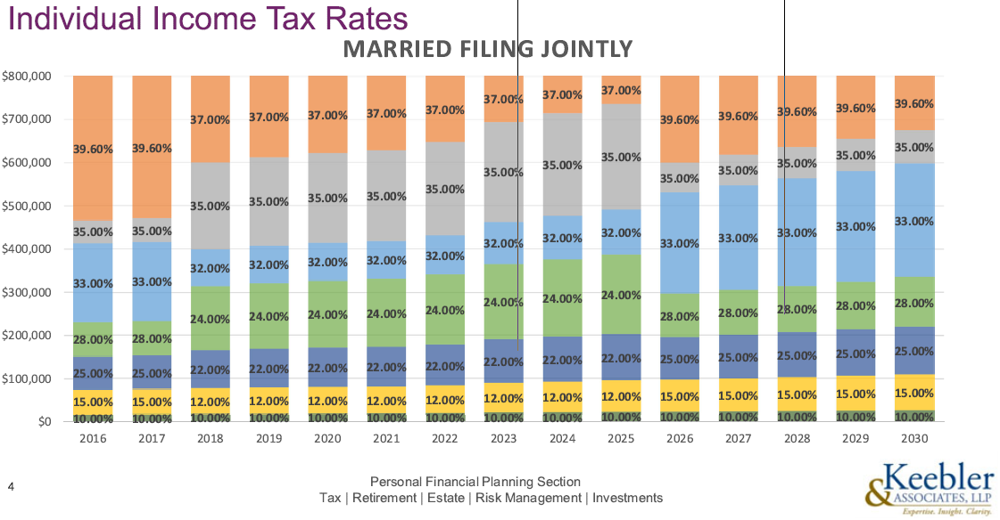 Individual Income Tax Rates
MARRIED FILING JOINTLY
$800,000
37.00% 37.00% 37.00%
$700,000 37.00% 37.00% 37.00% 37.00% 37.00% 39.60% 39.60% 39.60% 39.60% 39.60%
39.60% 39.60% 35.00%
$600,000 35.00% 35.00% 35.00% 35.00%
35.00% 35.00% 35.00% 35.00% 35.00% 35.00% 35.00% 35.00%
$500,000
35.00% 35.00% 33.00% 33.00% 33.00% 33.00% 33.00%
$400,000 32.00% 32.00% 32.00%
33.00% 33.00% 32.00% 32.00% 32.00% 32.00% 32.00%
$300,000 24.00% 24.00% 24.00% 24.00% 24.00% 24.00% 24.00% 24.00% 28.00% 28.00% 28.00% 28.00% 28.00%
$200,000 28.00% 28.00%
25.00% 25.00% 22.00% 22.00% 22.00% 22.00% 22.00% 22.00% 22.00% 22.00% 25.00% 25.00% 25.00% 25.00% 25.00%
$100,000
15.00% 15.00% 12.00% 12.00% 12.00% 12.00% 12.00% 12.00% 12.00% 12.00% 15.00% 15.00% 15.00% 15.00% 15.00%
$0 10.00% 10.00% 10.00% 10.00% 10.00% 10.00% 10.00% 10.00% 10.00% 10.00% 10.00% 10.00% 10.00% 10.00% 10.00%
2016 2017 2018 2019 2020 2021 2022 2023 2024 2025 2026 2027 2028 2029 2030
4
Personal Financial Planning Section
Tax | Retirement | Estate | Risk Management | Investments
Keebler
& ASSOCIATES, LLP
Expertise. Insight. Clarity.